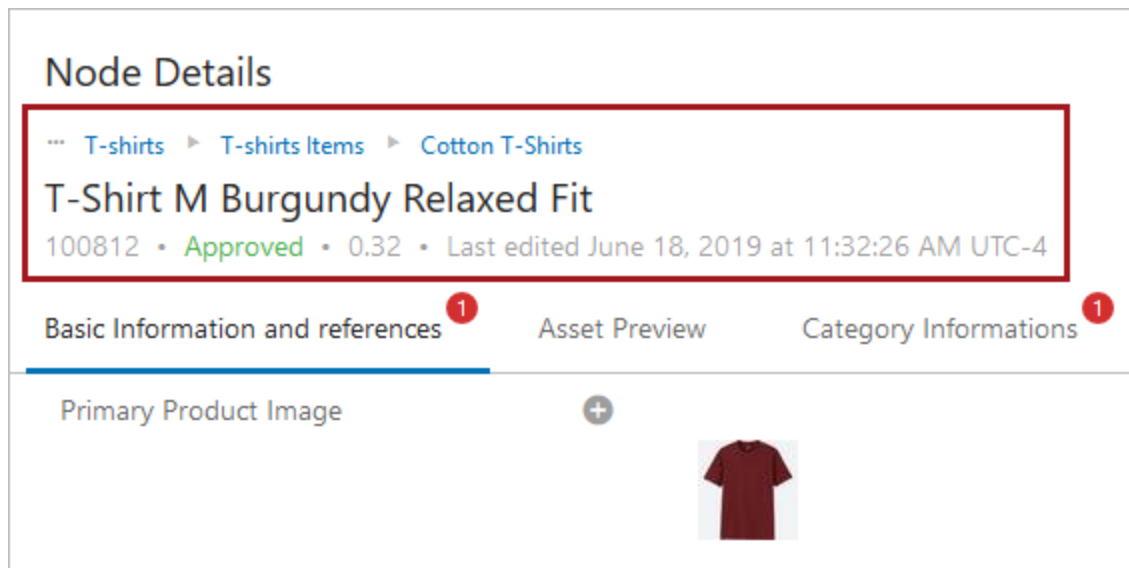 Node Details
··· T-shirts ▶ T-shirts Items ▶ Cotton T-Shirts
T-Shirt M Burgundy Relaxed Fit
100812 • Approved • 0.32 • Last edited June 18, 2019 at 11:32:26 AM UTC-4
Basic Information and references 1 Asset Preview Category Informations 1
Primary Product Image